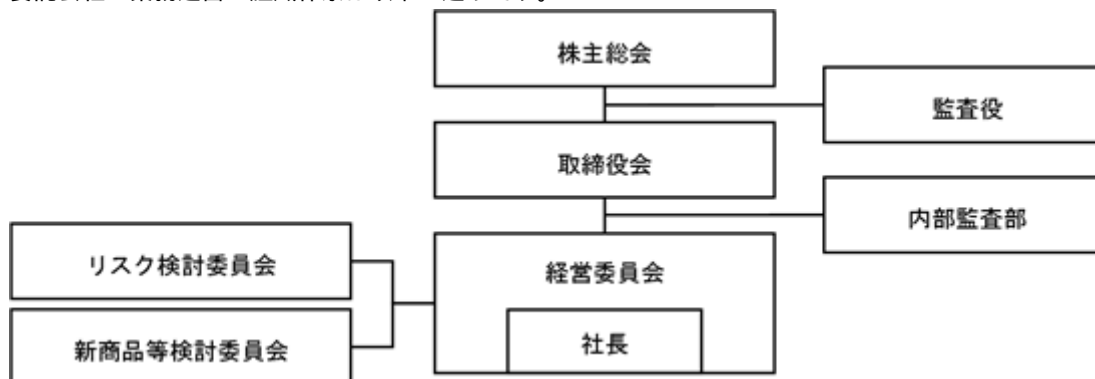 株主総会
監査役
取締役会
内部監査部
リスク検討委員会
経営委員会
新商品等検討委員会
社長